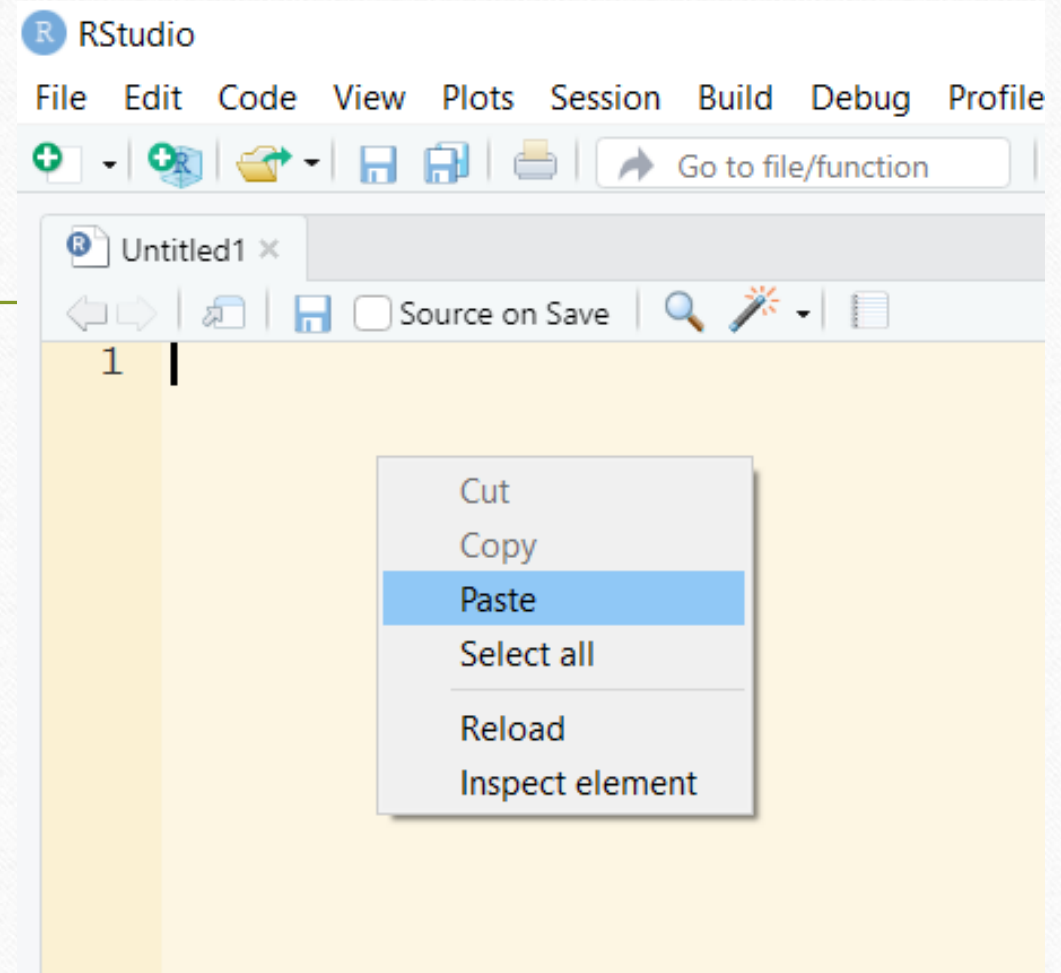 R RStudio
File Edit Code View Plots Session Build Debug Profile
R Go to file/function
R Untitled1 ×
Source on Save
1
Cut
Copy
Paste
Select all
Reload
Inspect element